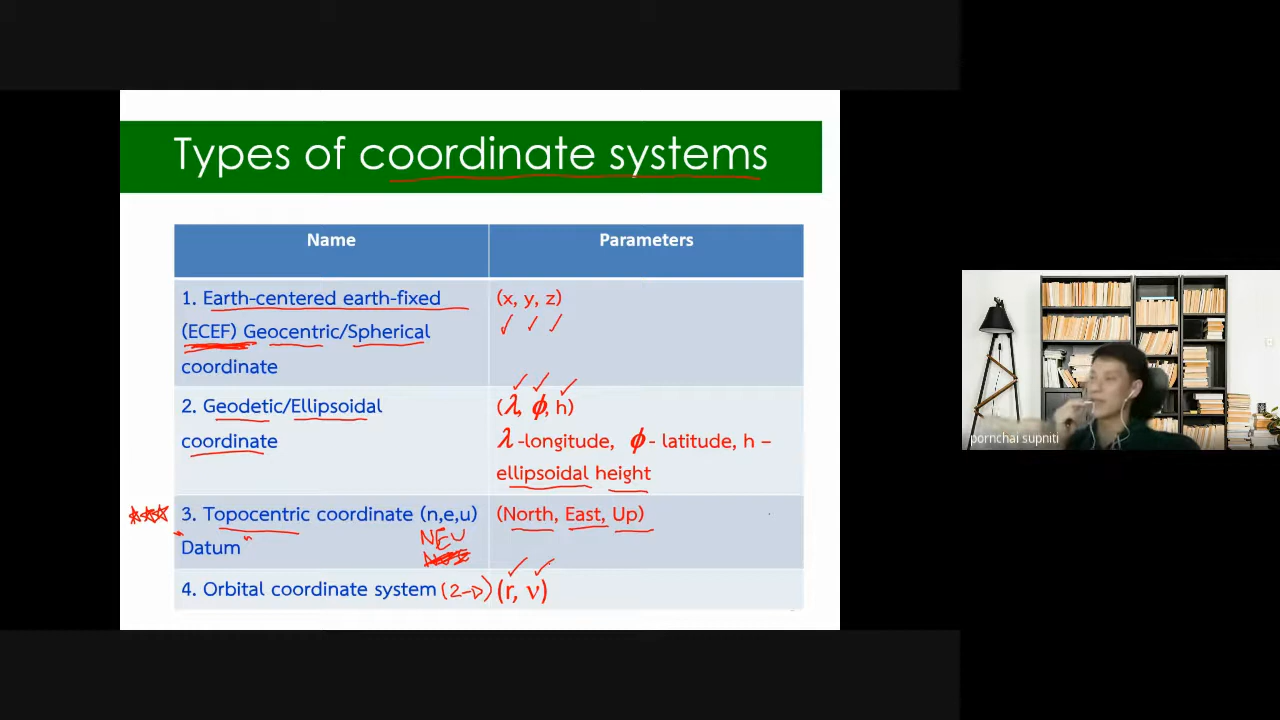 Types of coordinate systems
Name
Parameters
1. Earth-centered earth-fixed
(ECEF) Geocentric/Spherical
coordinate
(x, y, z)
2. Geodetic/Ellipsoidal
coordinate
(λ, ϕ, h)
λ -longitude, ϕ - latitude, h –
ellipsoidal height
3. Topocentric coordinate (n,e,u)
"Datum"
NEU
(North, East, Up)
4. Orbital coordinate system (2-D)
(r, ν)
pornchai supniti